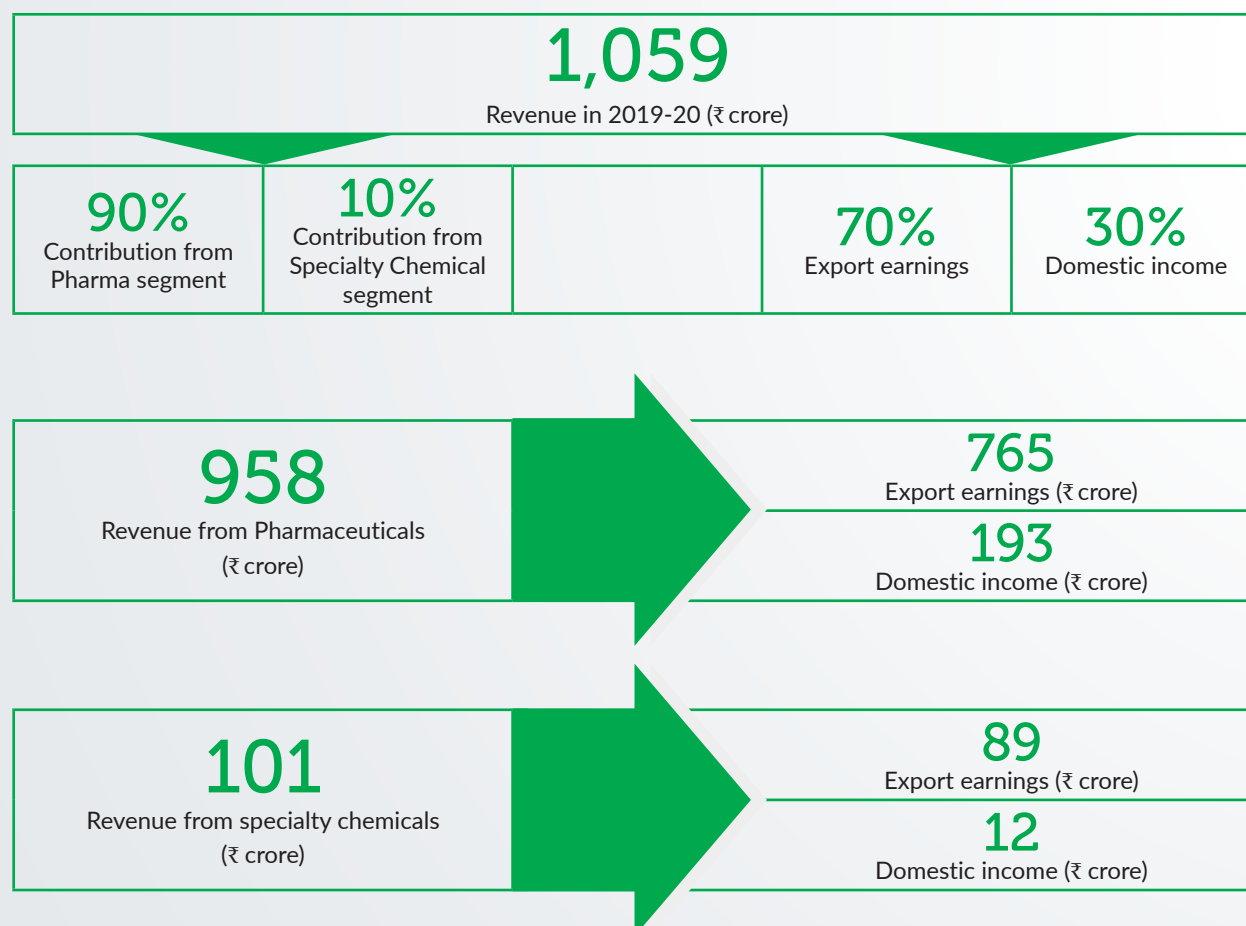 1,059
Revenue in 2019-20 (₹ crore)
90%
Contribution from
Pharma segment
10%
Contribution from
Specialty Chemical
segment
70%
Export earnings
30%
Domestic income
958
Revenue from Pharmaceuticals
(₹ crore)
765
Export earnings (₹ crore)
193
Domestic income (₹ crore)
101
Revenue from specialty chemicals
(₹ crore)
89
Export earnings (₹ crore)
12
Domestic income (₹ crore)